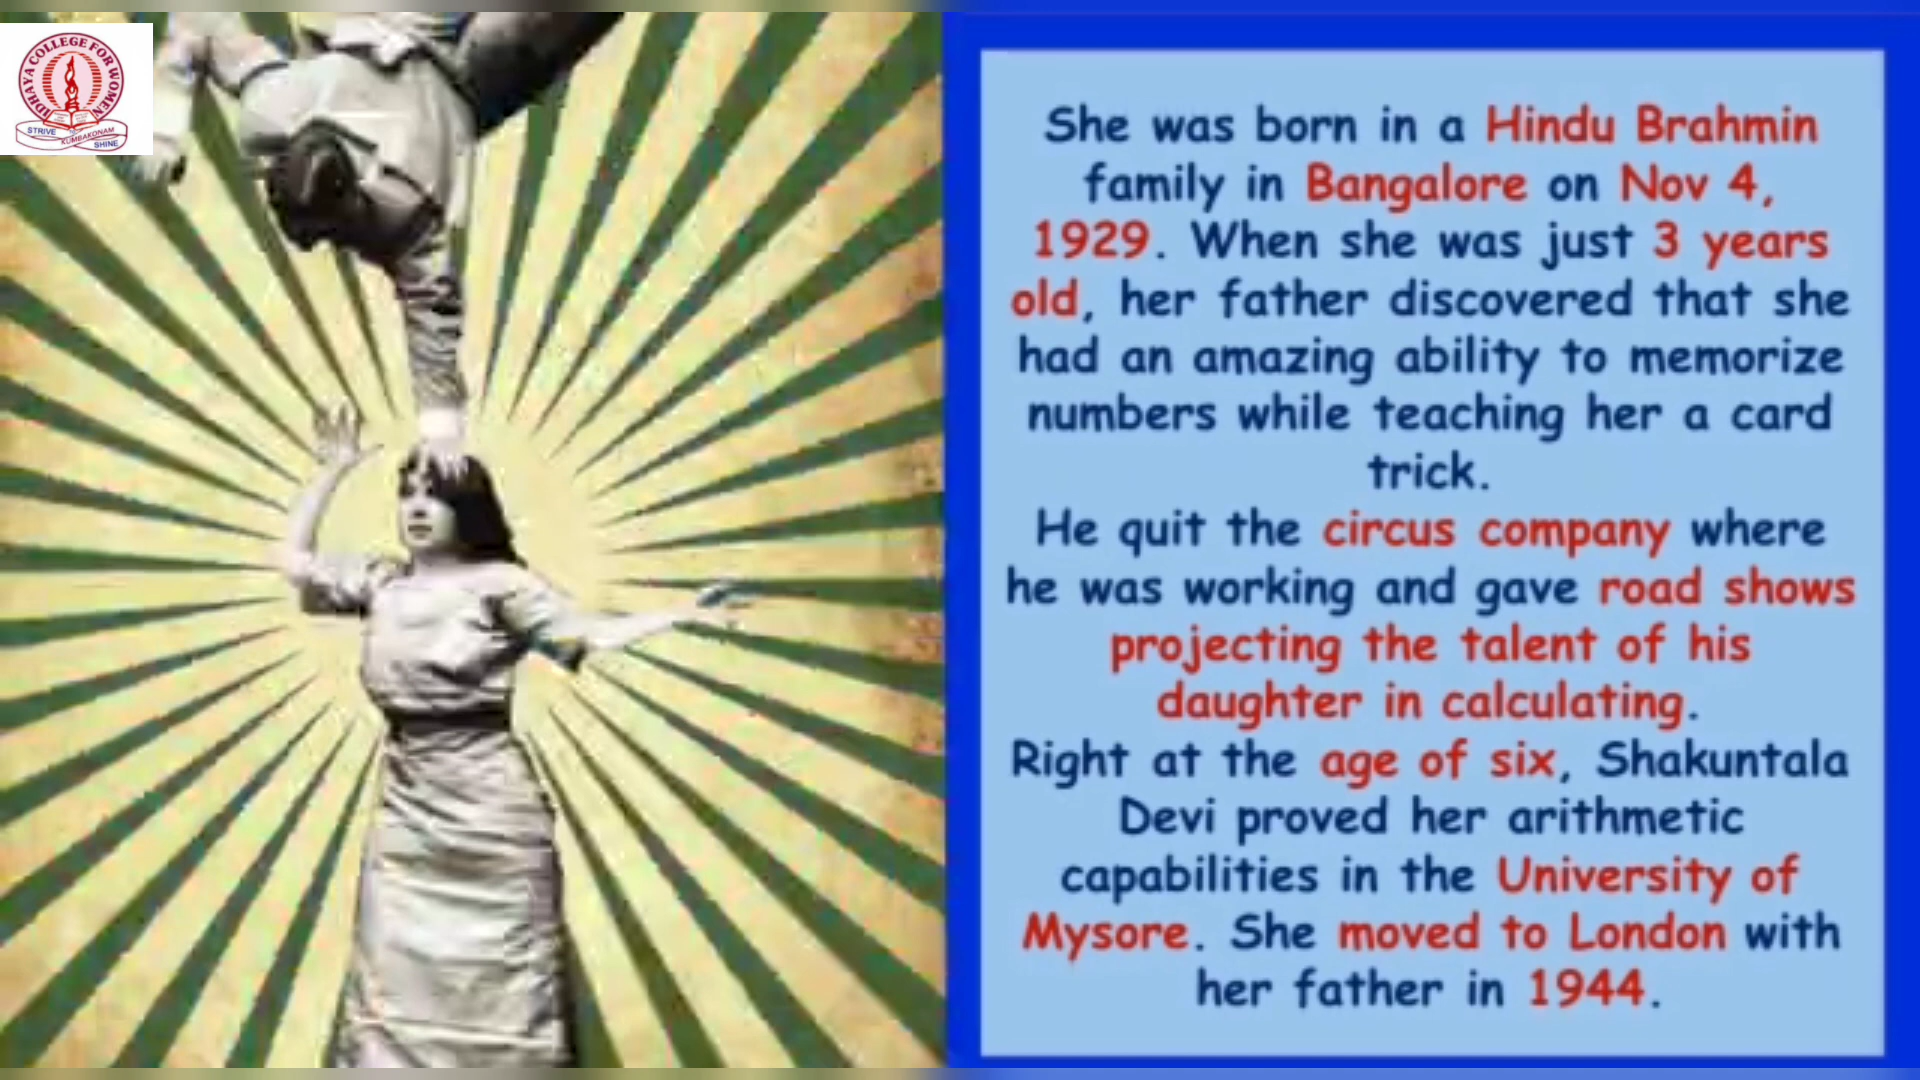 IDHAYA COLLEGE FOR WOMEN
STRIVE TO
KUMBAKONAM
SHINE
She was born in a Hindu Brahmin
family in Bangalore on Nov 4,
1929. When she was just 3 years
old, her father discovered that she
had an amazing ability to memorize
numbers while teaching her a card
trick.
He quit the circus company where
he was working and gave road shows
projecting the talent of his
daughter in calculating.
Right at the age of six, Shakuntala
Devi proved her arithmetic
capabilities in the University of
Mysore. She moved to London with
her father in 1944.